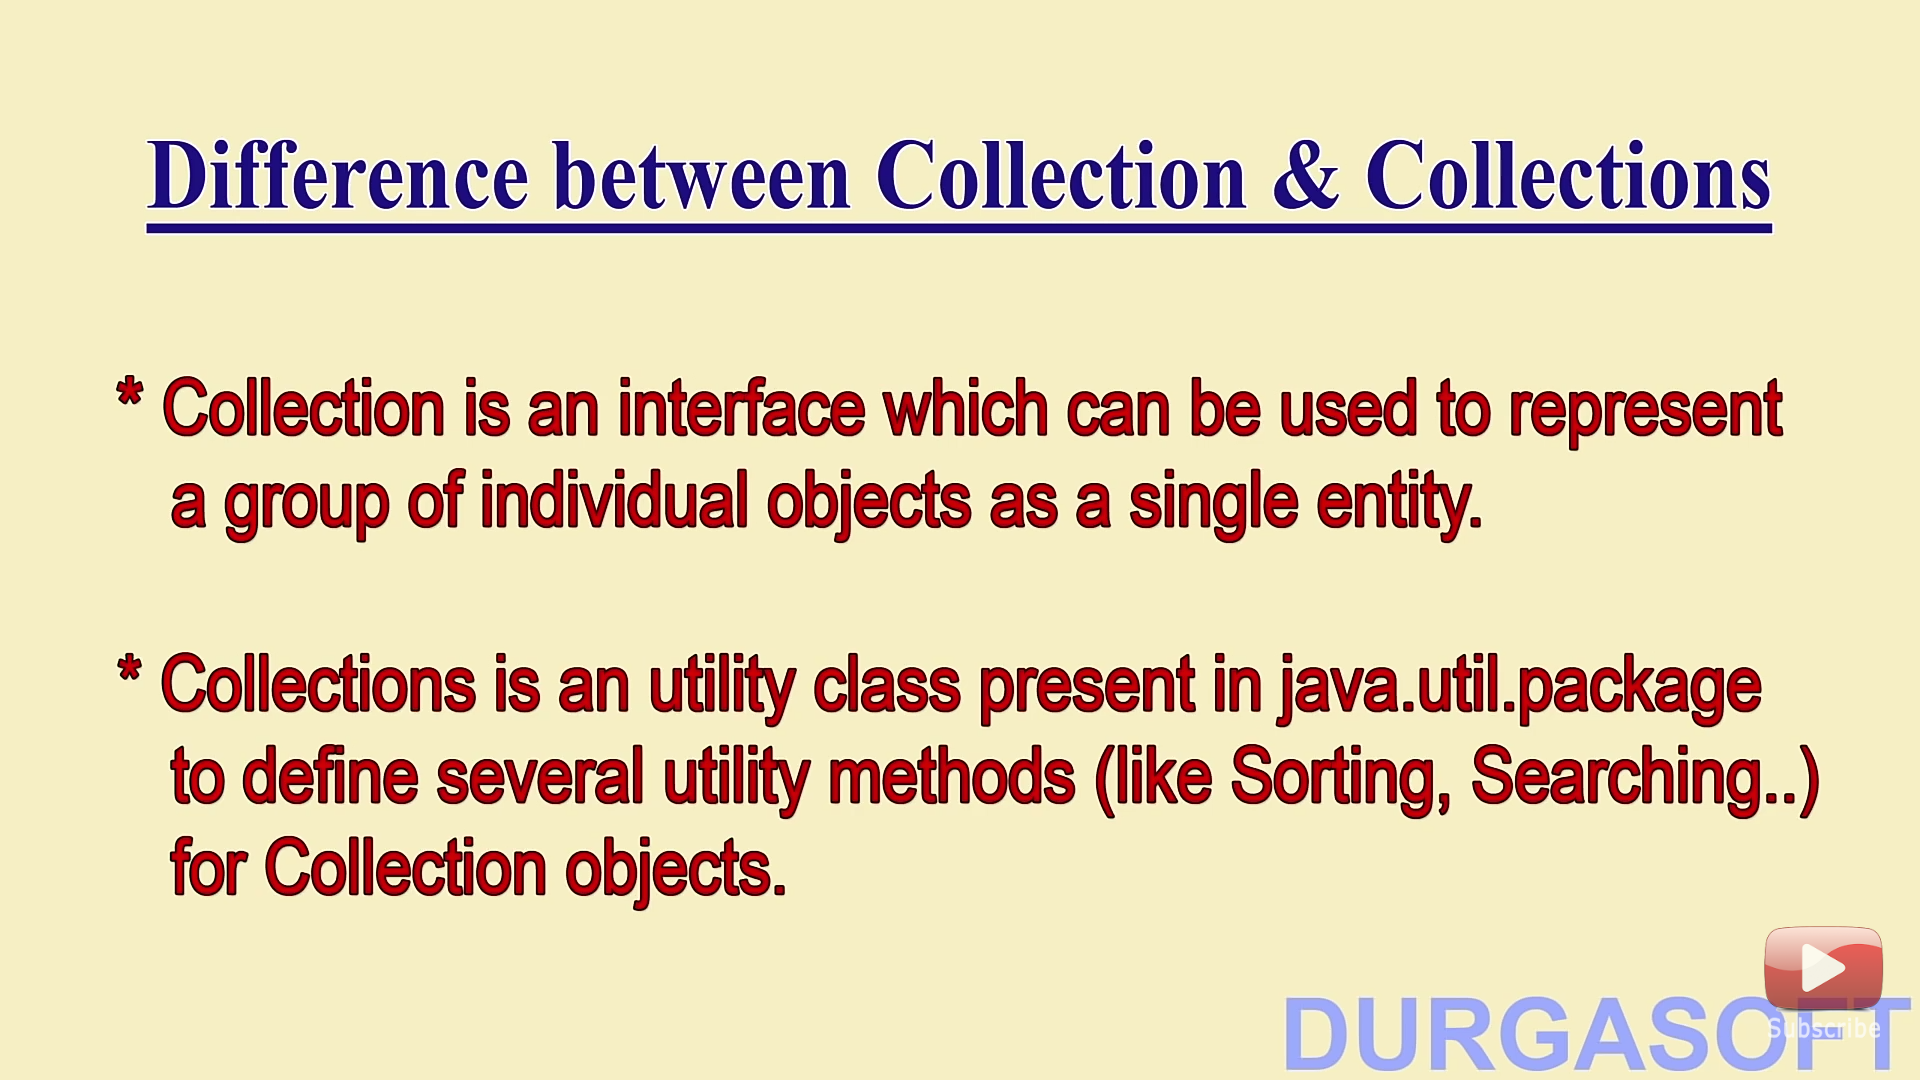 Difference between Collection & Collections
* Collection is an interface which can be used to represent
a group of individual objects as a single entity.
* Collections is an utility class present in java.util.package
to define several utility methods (like Sorting, Searching..)
for Collection objects.
Subscribe
DURGASOFT